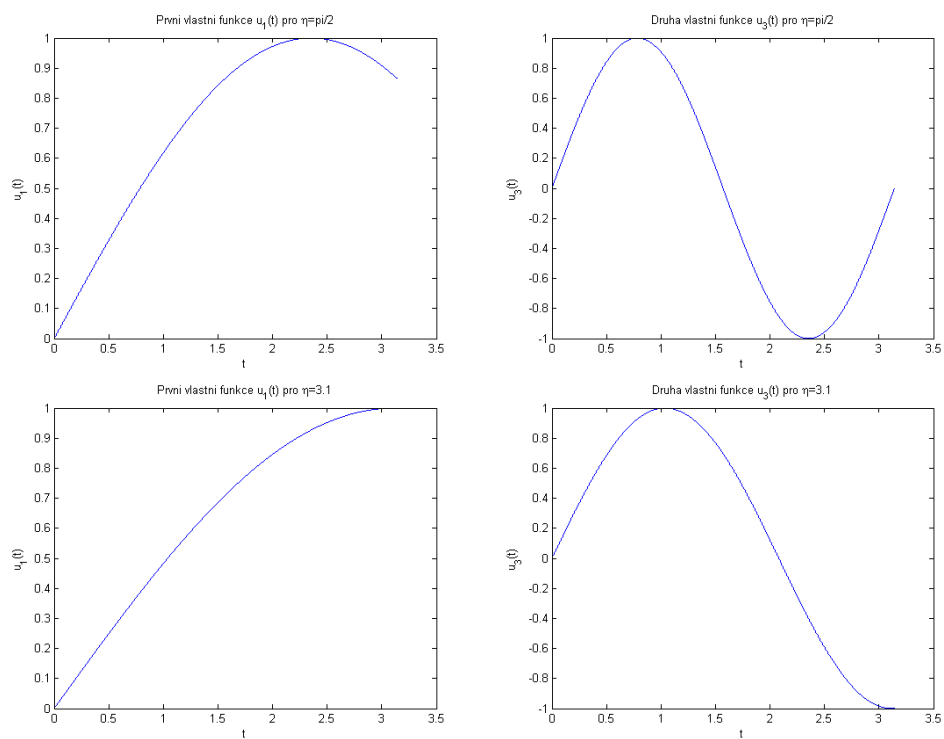 Prvni vlastni funkce u1(t) pro η=pi/2
1
0.9
0.8
0.7
0.6
0.5
0.4
0.3
0.2
0.1
0
u1(t)
0 0.5 1 1.5 2 2.5 3 3.5
t
Druha vlastni funkce u3(t) pro η=pi/2
1
0.8
0.6
0.4
0.2
0
-0.2
-0.4
-0.6
-0.8
-1
u3(t)
0 0.5 1 1.5 2 2.5 3 3.5
t
Prvni vlastni funkce u1(t) pro η=3.1
1
0.9
0.8
0.7
0.6
0.5
0.4
0.3
0.2
0.1
0
u1(t)
0 0.5 1 1.5 2 2.5 3 3.5
t
Druha vlastni funkce u3(t) pro η=3.1
1
0.8
0.6
0.4
0.2
0
-0.2
-0.4
-0.6
-0.8
-1
u3(t)
0 0.5 1 1.5 2 2.5 3 3.5
t